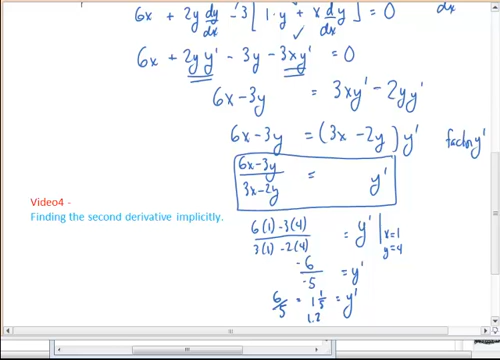 6x + 2y dy/dx - 3[1·y + x dy/dx] = 0
dx
6x + 2yy' - 3y - 3xy' = 0
6x-3y = 3xy' - 2yy'
6x-3y = (3x-2y)y' factor y'
6x-3y/3x-2y = y'
Video4 -
Finding the second derivative implicitly.
6(1)-3(4)/3(1)-2(4) = y'| x=1 y=4
-6/-5 = y'
6/5 = 1 1/5 = y'
1.2